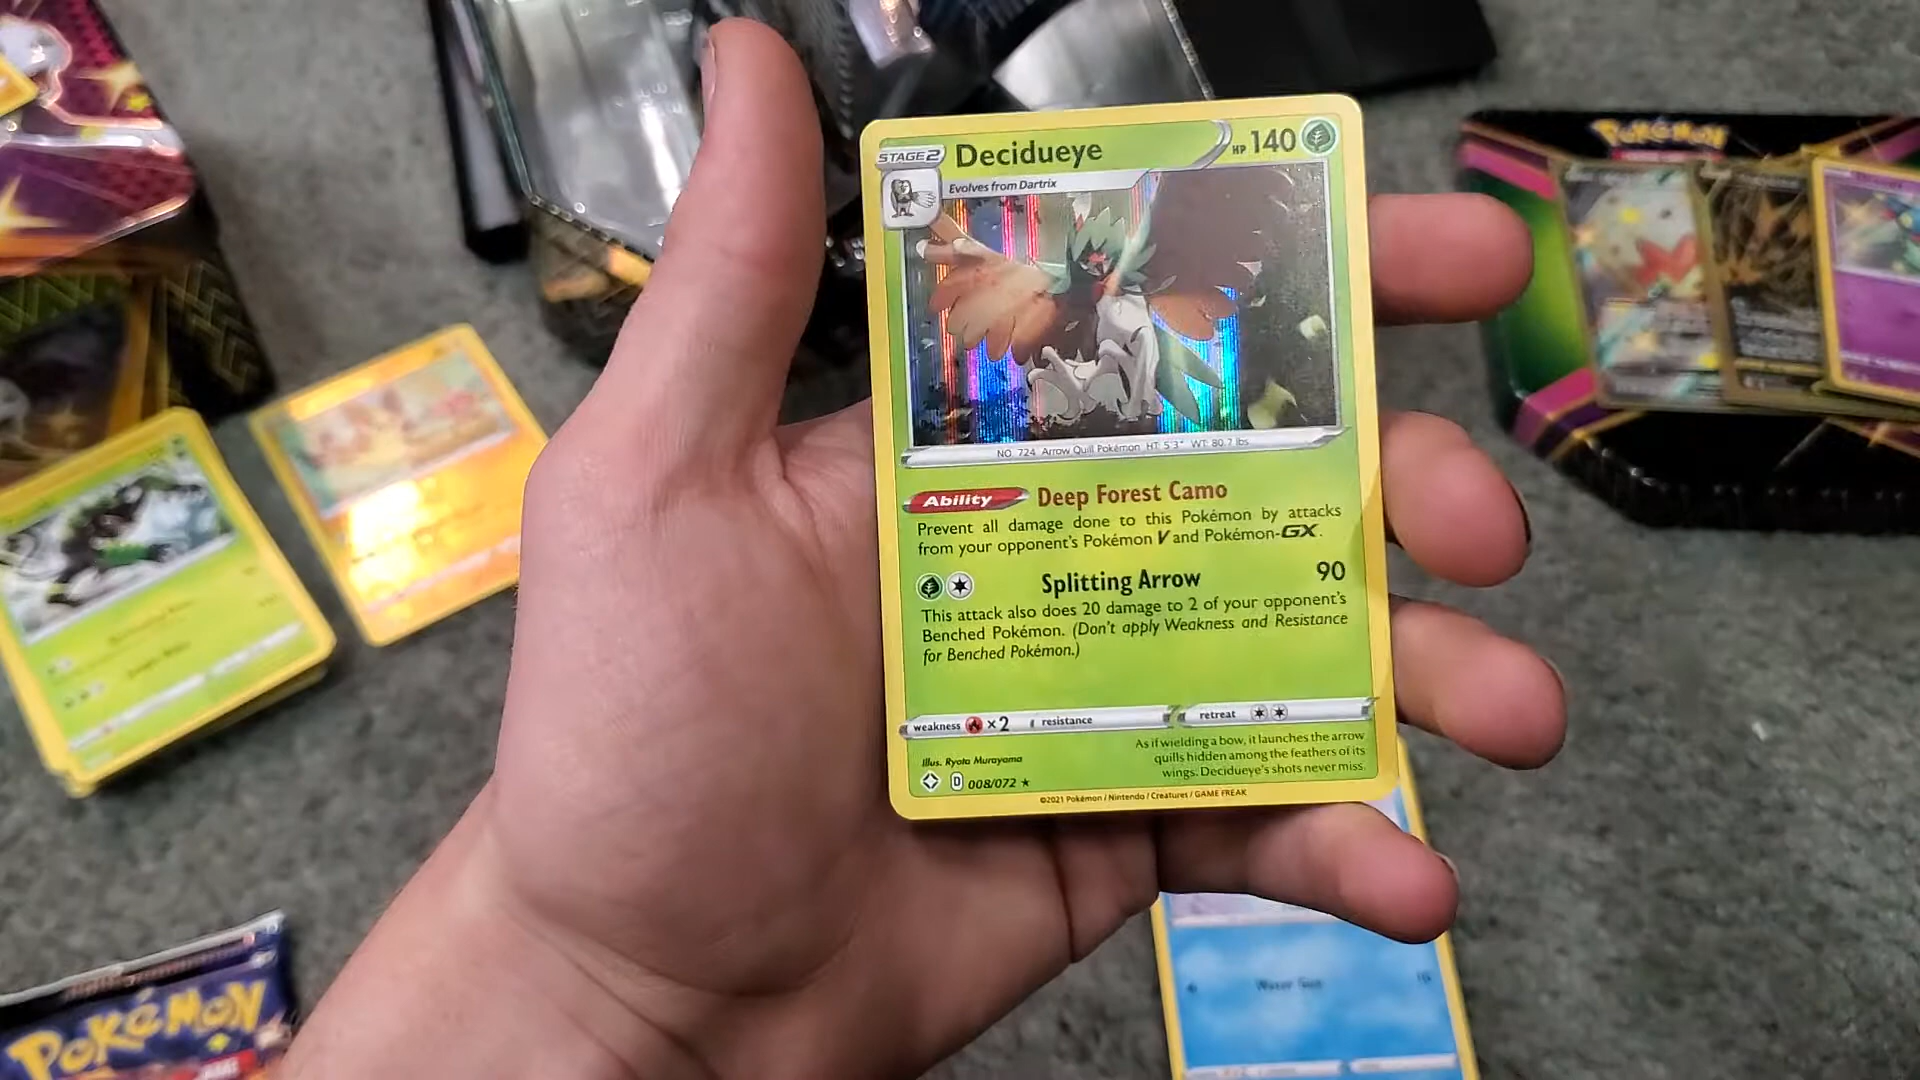 POKéMON
STAGE2 Decidueye HP 140
Evolves from Dartrix
NO. 724 Arrow Quill Pokémon HT: 5'3" WT: 80.7 lbs
Ability Deep Forest Camo
Prevent all damage done to this Pokémon by attacks
from your opponent's Pokémon V and Pokémon-GX.
Splitting Arrow 90
This attack also does 20 damage to 2 of your opponent's
Benched Pokémon. (Don't apply Weakness and Resistance
for Benched Pokémon.)
weakness ×2 resistance retreat
As if wielding a bow, it launches the arrow
quills hidden among the feathers of its
wings. Decidueye's shots never miss.
Illus. Ryota Murayama
D 008/072 ★
©2021 Pokémon / Nintendo / Creatures / GAME FREAK
Water Gun 10
POKéMON